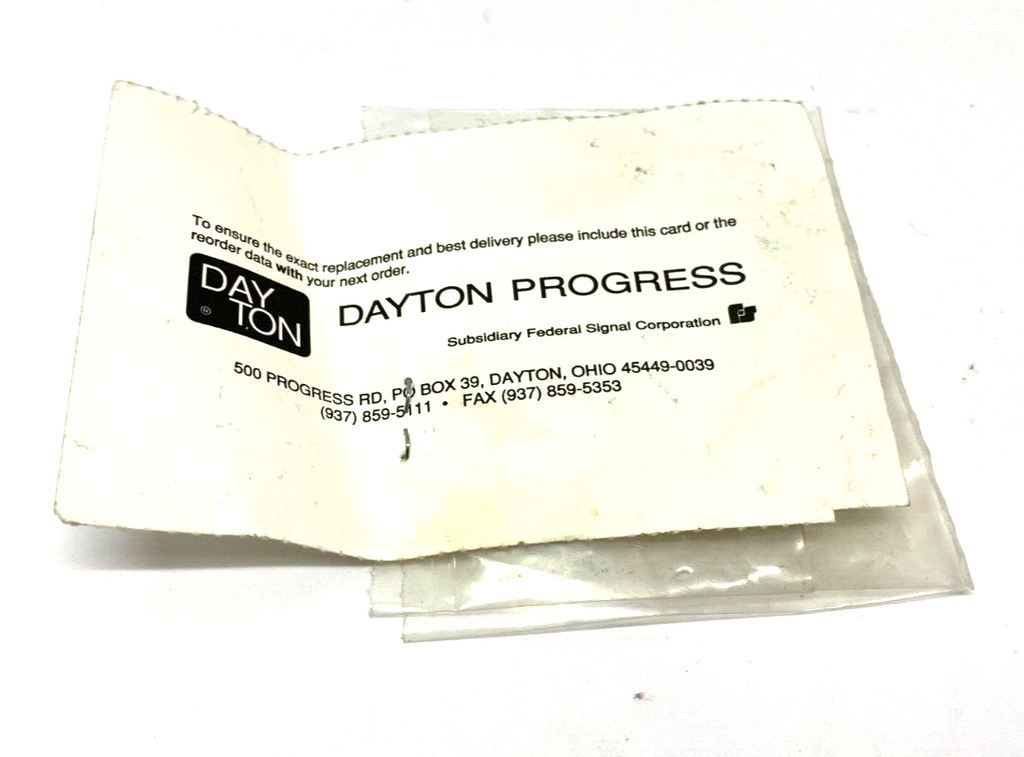 To ensure the exact replacement and best delivery please include this card or the
reorder data with your next order.
DAY
TON
®
DAYTON PROGRESS
Subsidiary Federal Signal Corporation
500 PROGRESS RD, PO BOX 39, DAYTON, OHIO 45449-0039
(937) 859-5111 • FAX (937) 859-5353